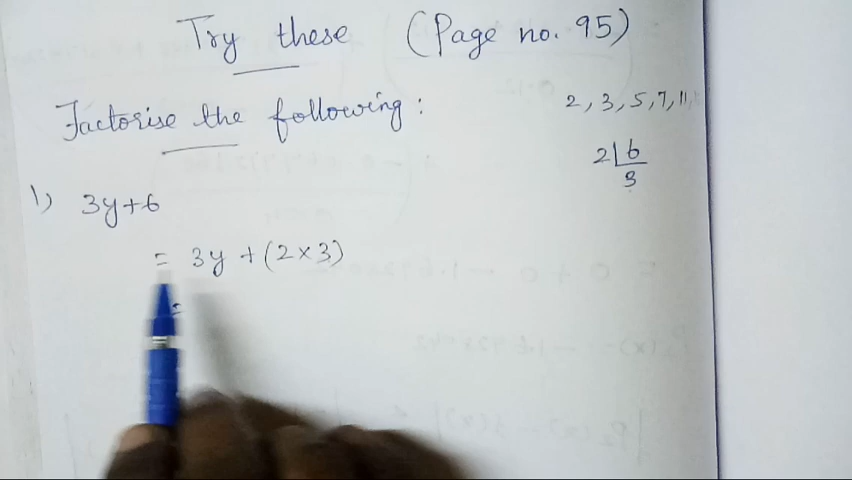 Try these (Page no. 95)
Factorise the following:
2, 3, 5, 7, 11,
2 6
3
1) 3y+6
= 3y + (2×3)
=